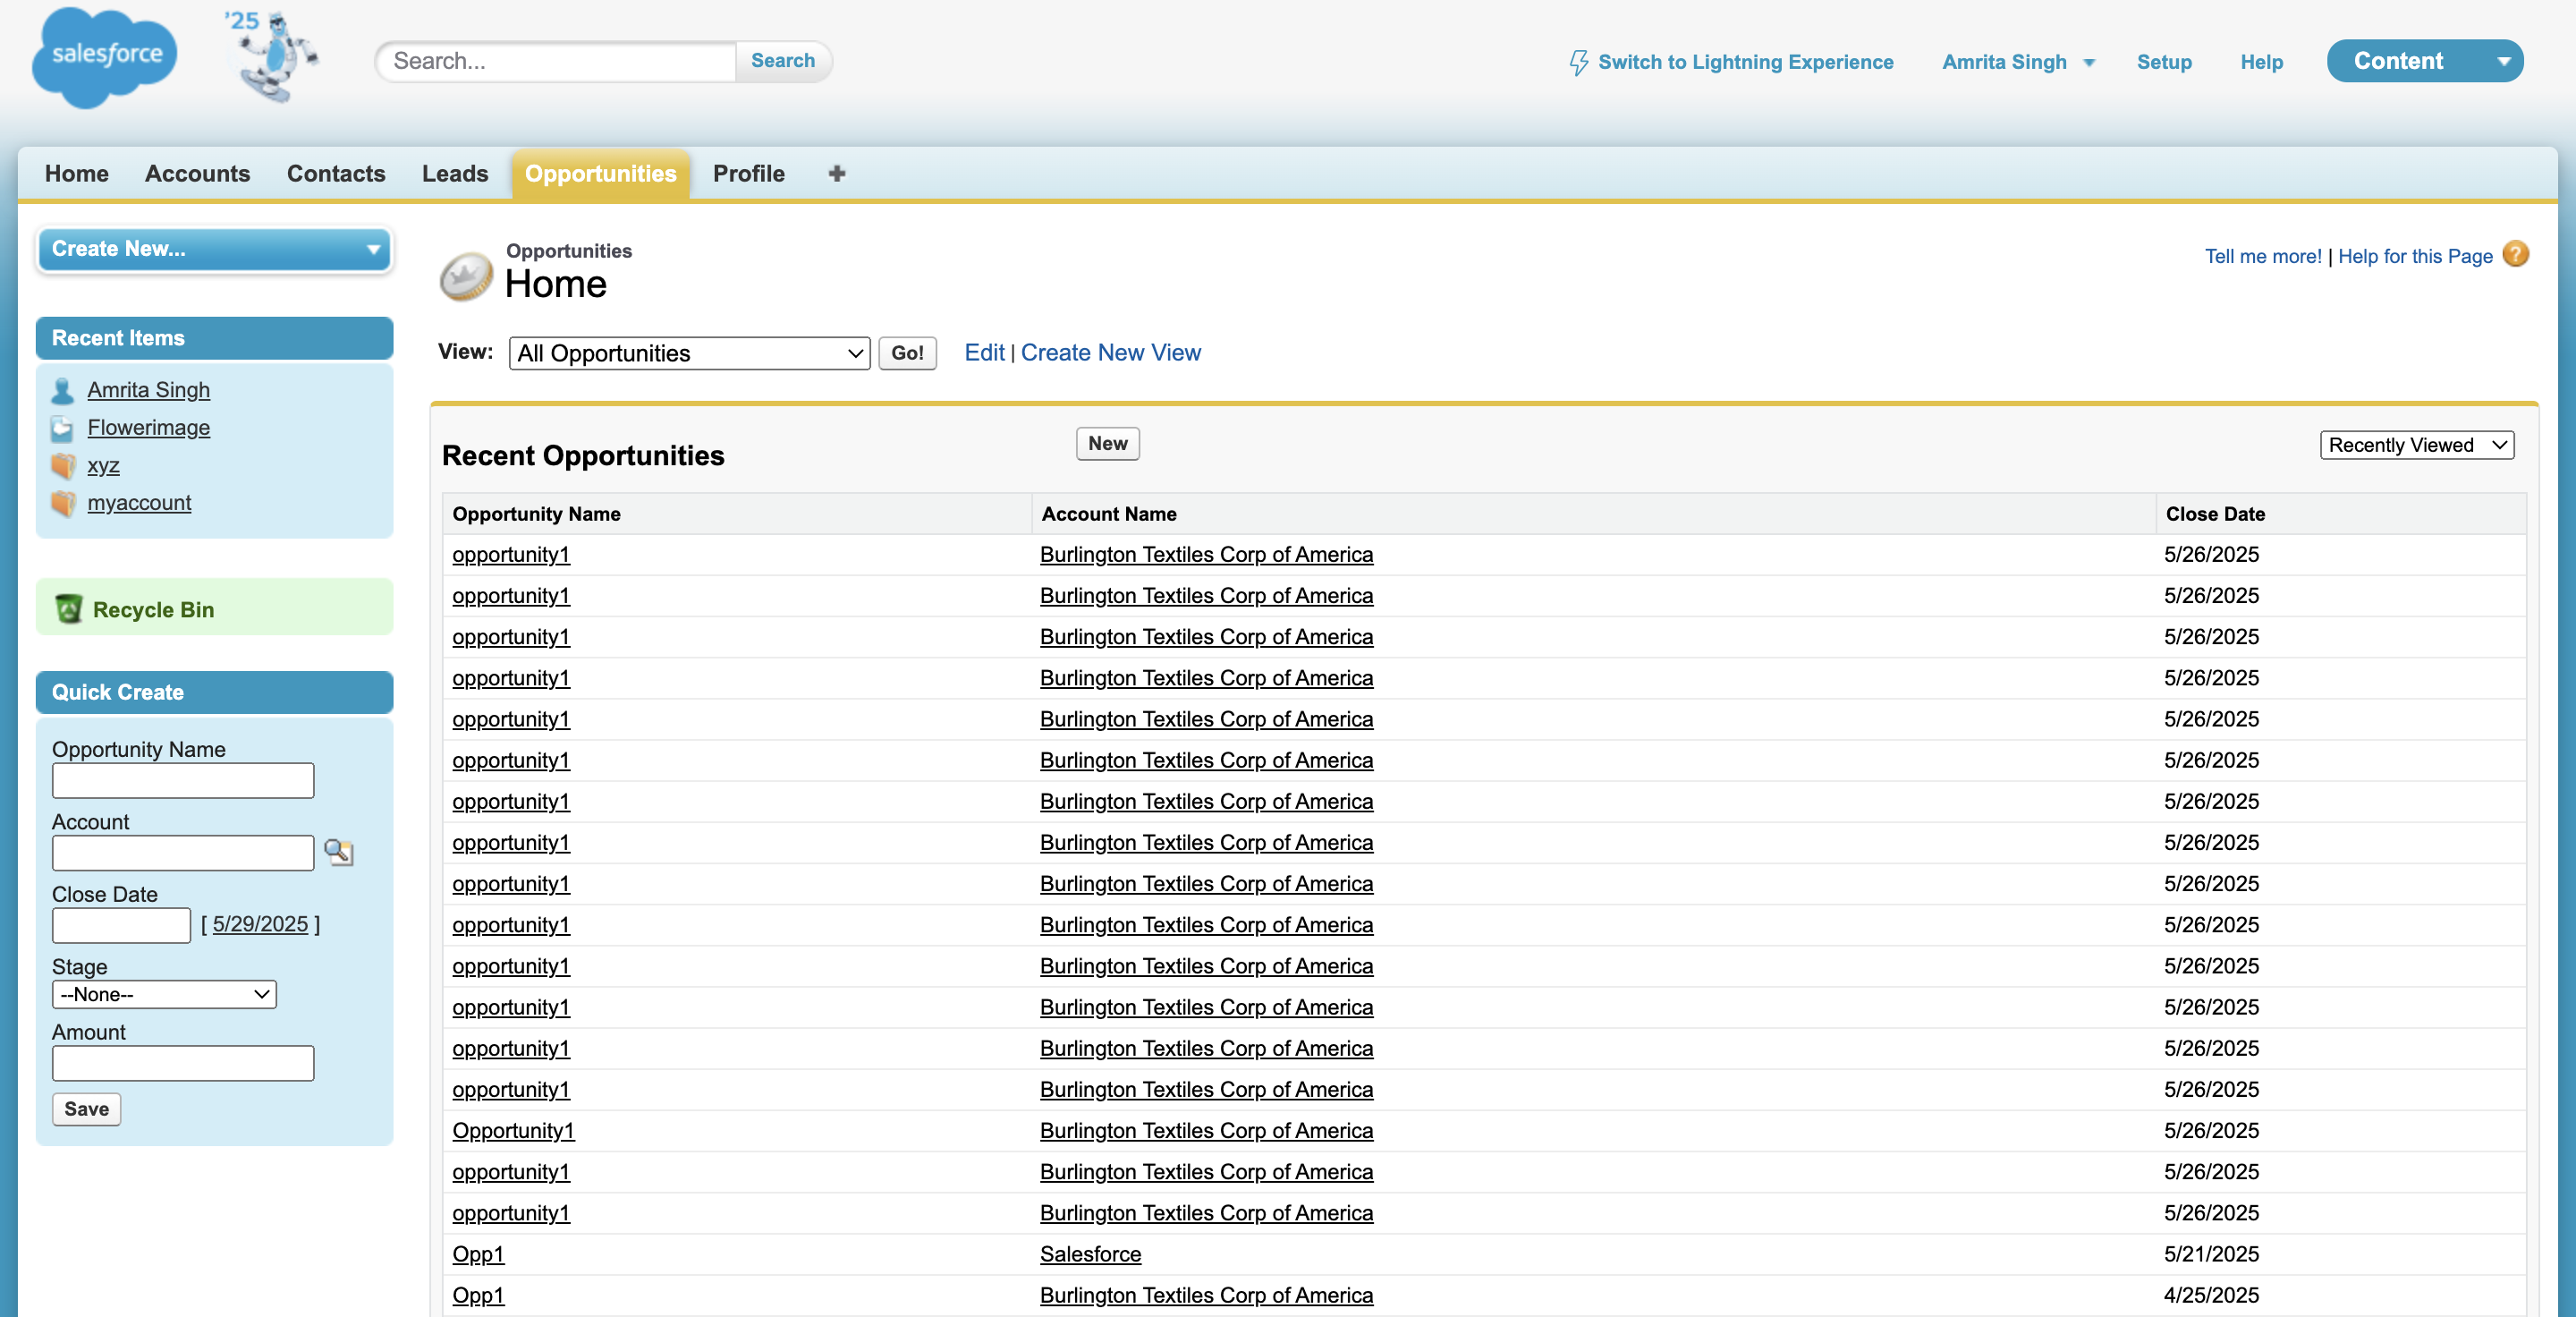 salesforce
'25
Search... Search
Switch to Lightning Experience Amrita Singh Setup Help Content
Home Accounts Contacts Leads Opportunities Profile +
Create New...
Recent Items
Amrita Singh
Flowerimage
xyz
myaccount
Recycle Bin
Quick Create
Opportunity Name
Account
Close Date
[ 5/29/2025 ]
Stage
--None--
Amount
Save
Opportunities
Home
Tell me more! | Help for this Page ?
View: All Opportunities Go! Edit | Create New View
Recent Opportunities New Recently Viewed
Opportunity Name Account Name Close Date
opportunity1 Burlington Textiles Corp of America 5/26/2025
opportunity1 Burlington Textiles Corp of America 5/26/2025
opportunity1 Burlington Textiles Corp of America 5/26/2025
opportunity1 Burlington Textiles Corp of America 5/26/2025
opportunity1 Burlington Textiles Corp of America 5/26/2025
opportunity1 Burlington Textiles Corp of America 5/26/2025
opportunity1 Burlington Textiles Corp of America 5/26/2025
opportunity1 Burlington Textiles Corp of America 5/26/2025
opportunity1 Burlington Textiles Corp of America 5/26/2025
opportunity1 Burlington Textiles Corp of America 5/26/2025
opportunity1 Burlington Textiles Corp of America 5/26/2025
opportunity1 Burlington Textiles Corp of America 5/26/2025
opportunity1 Burlington Textiles Corp of America 5/26/2025
opportunity1 Burlington Textiles Corp of America 5/26/2025
Opportunity1 Burlington Textiles Corp of America 5/26/2025
opportunity1 Burlington Textiles Corp of America 5/26/2025
opportunity1 Burlington Textiles Corp of America 5/26/2025
Opp1 Salesforce 5/21/2025
Opp1 Burlington Textiles Corp of America 4/25/2025